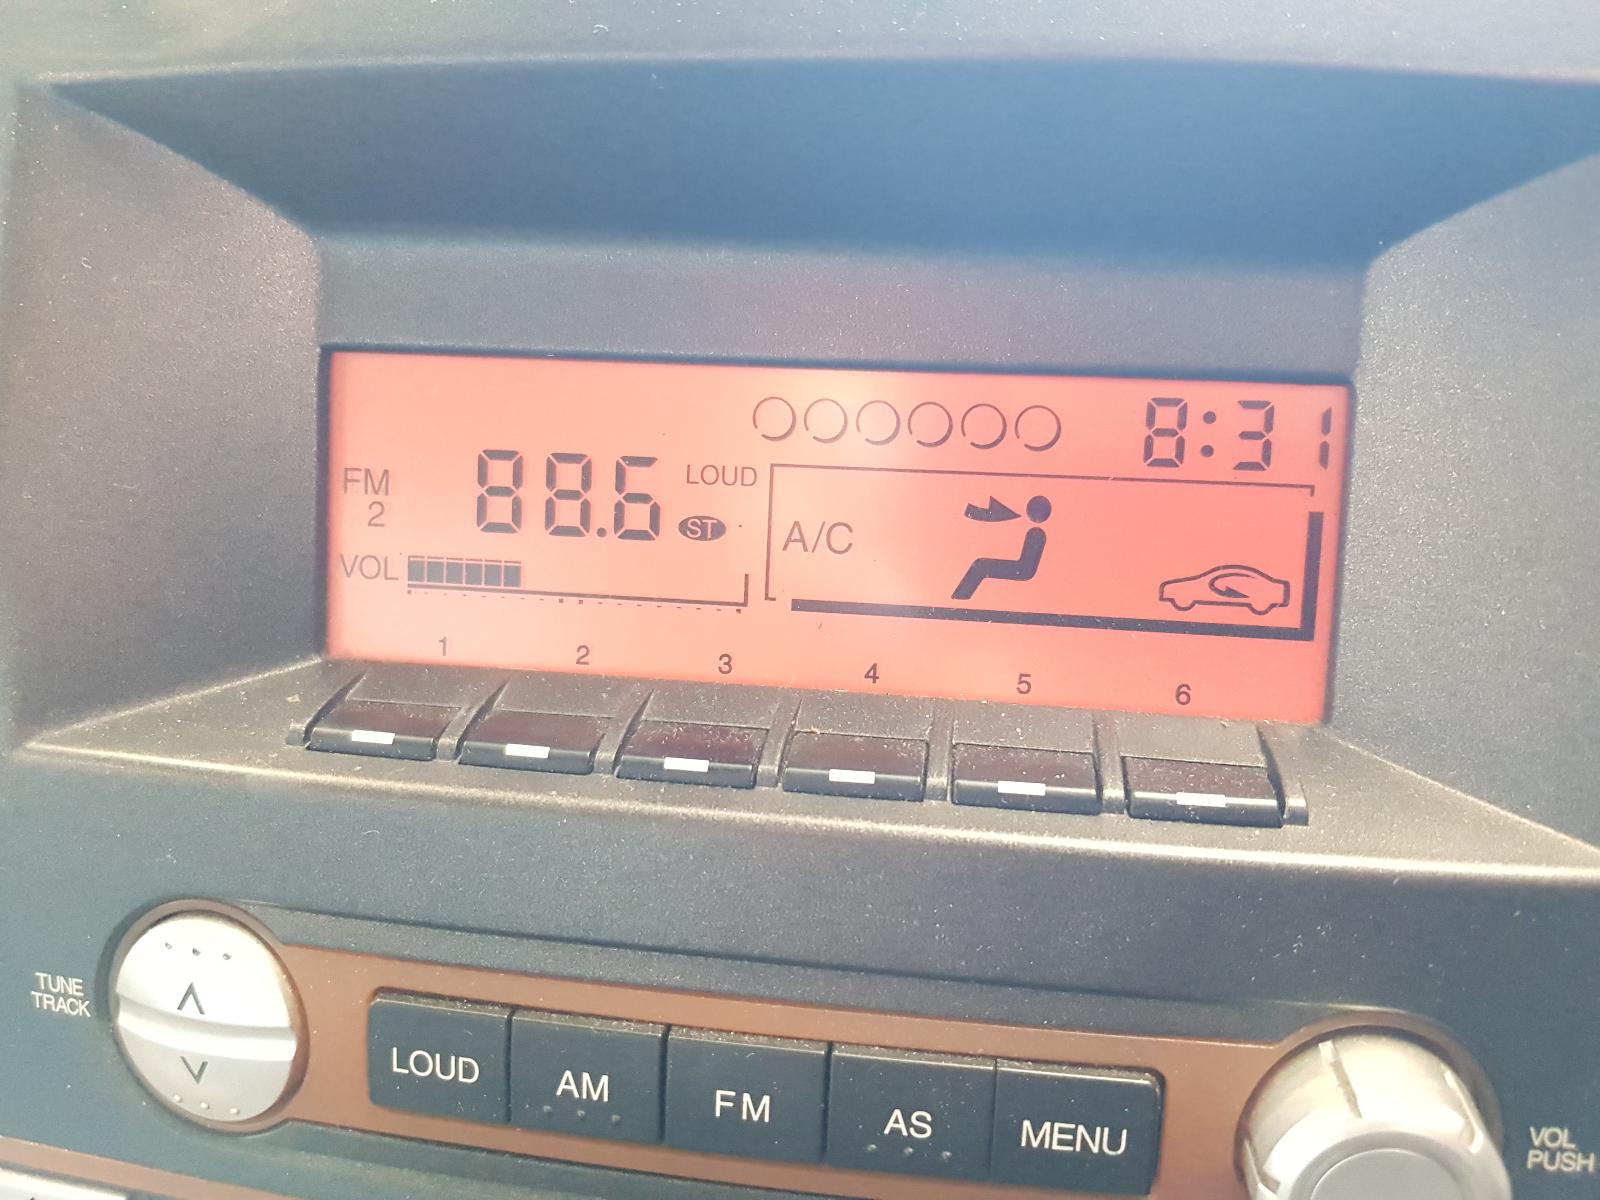 8:31
FM
2
88.6
LOUD
ST
A/C
VOL
1
2
3
4
5
6
TUNE
TRACK
LOUD
AM
FM
AS
MENU
VOL
PUSH